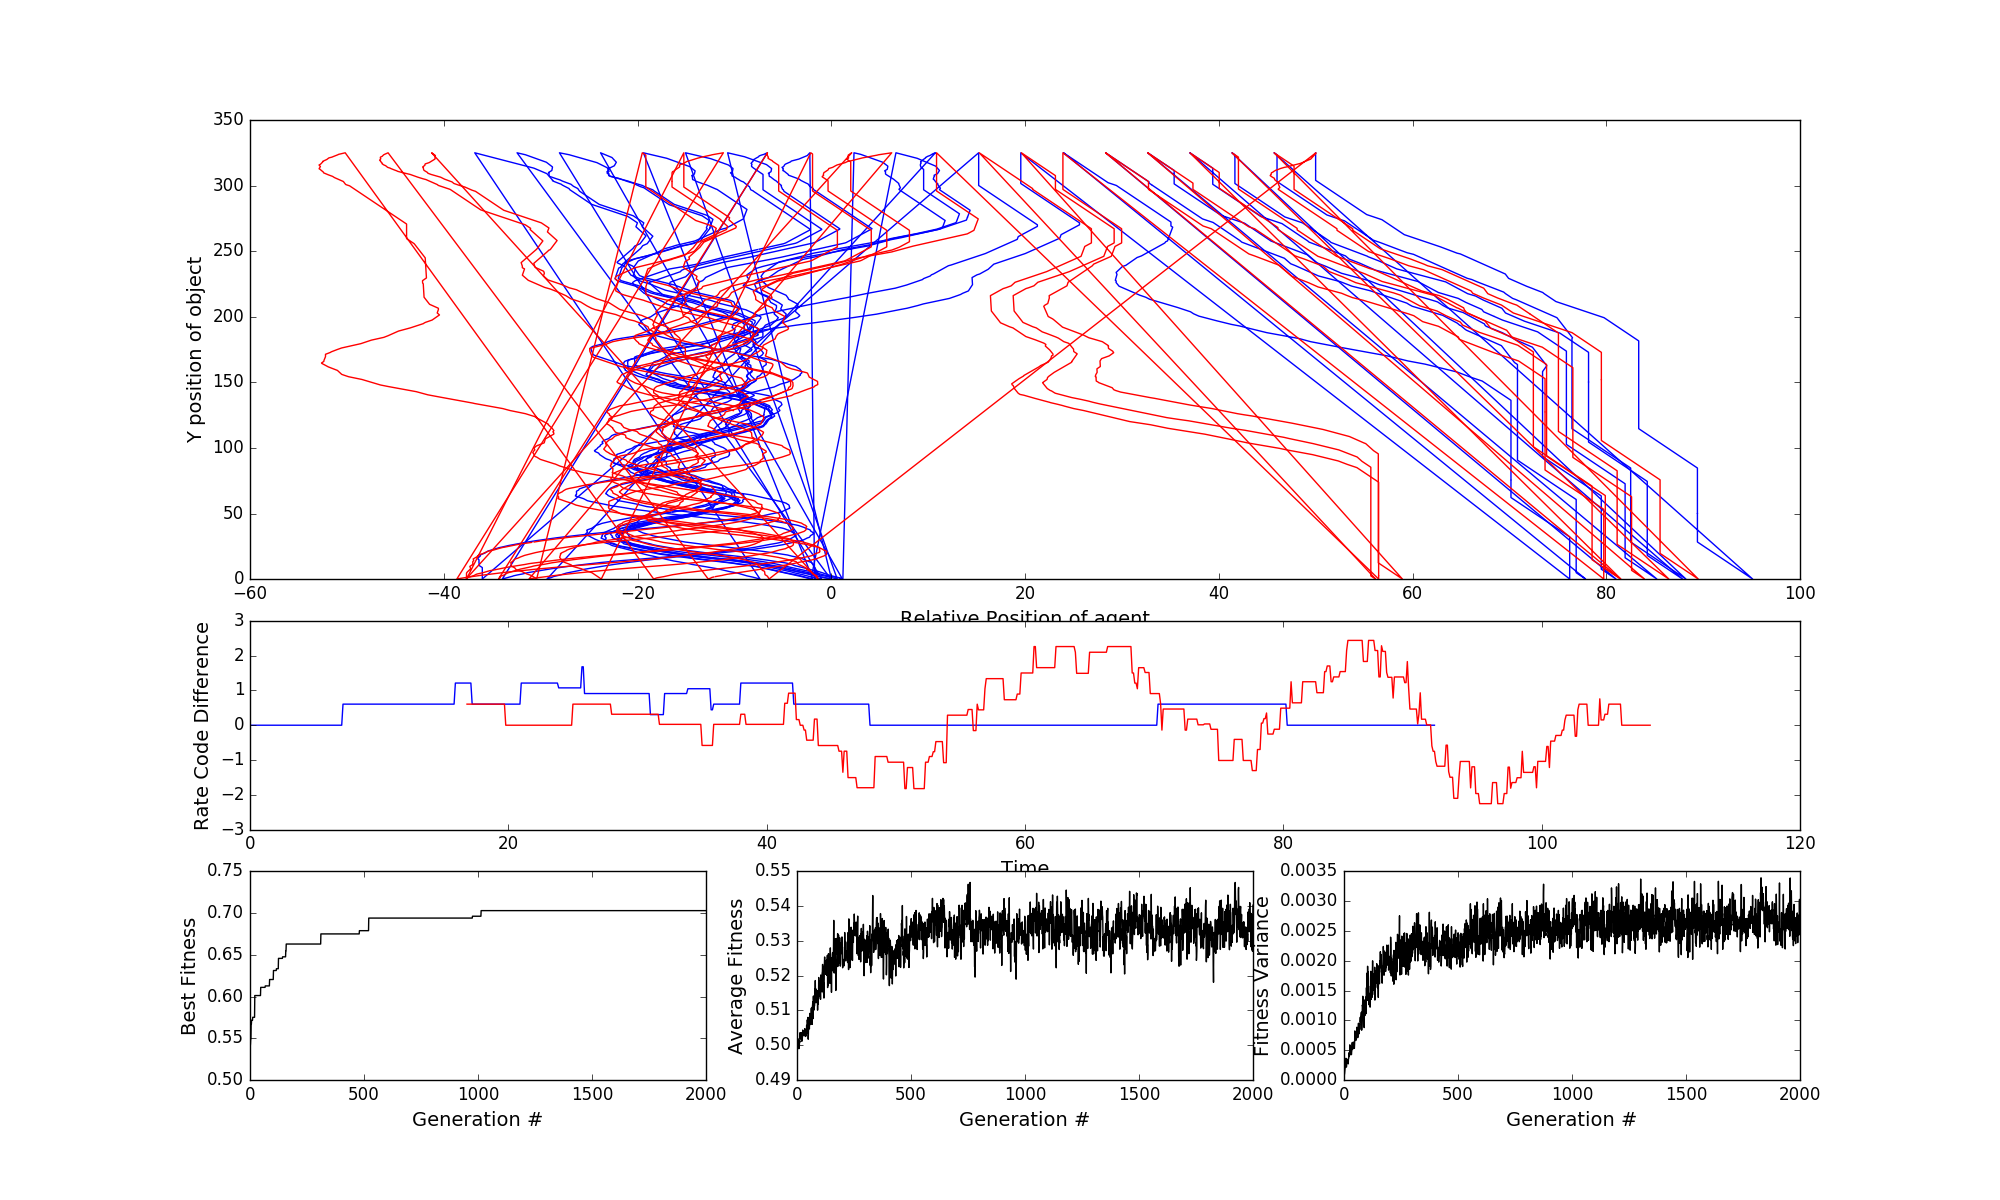 350
300
250
200
150
100
50
0
Y position of object
−60 −40 −20 0 20 40 60 80 100
Relative Position of agent
3
2
1
0
−1
−2
−3
Rate Code Difference
0 20 40 60 80 100 120
Time
0.75
0.70
0.65
0.60
0.55
0.50
Best Fitness
0 500 1000 1500 2000
Generation #
0.55
0.54
0.53
0.52
0.51
0.50
0.49
Average Fitness
0 500 1000 1500 2000
Generation #
0.0035
0.0030
0.0025
0.0020
0.0015
0.0010
0.0005
0.0000
Fitness Variance
0 500 1000 1500 2000
Generation #